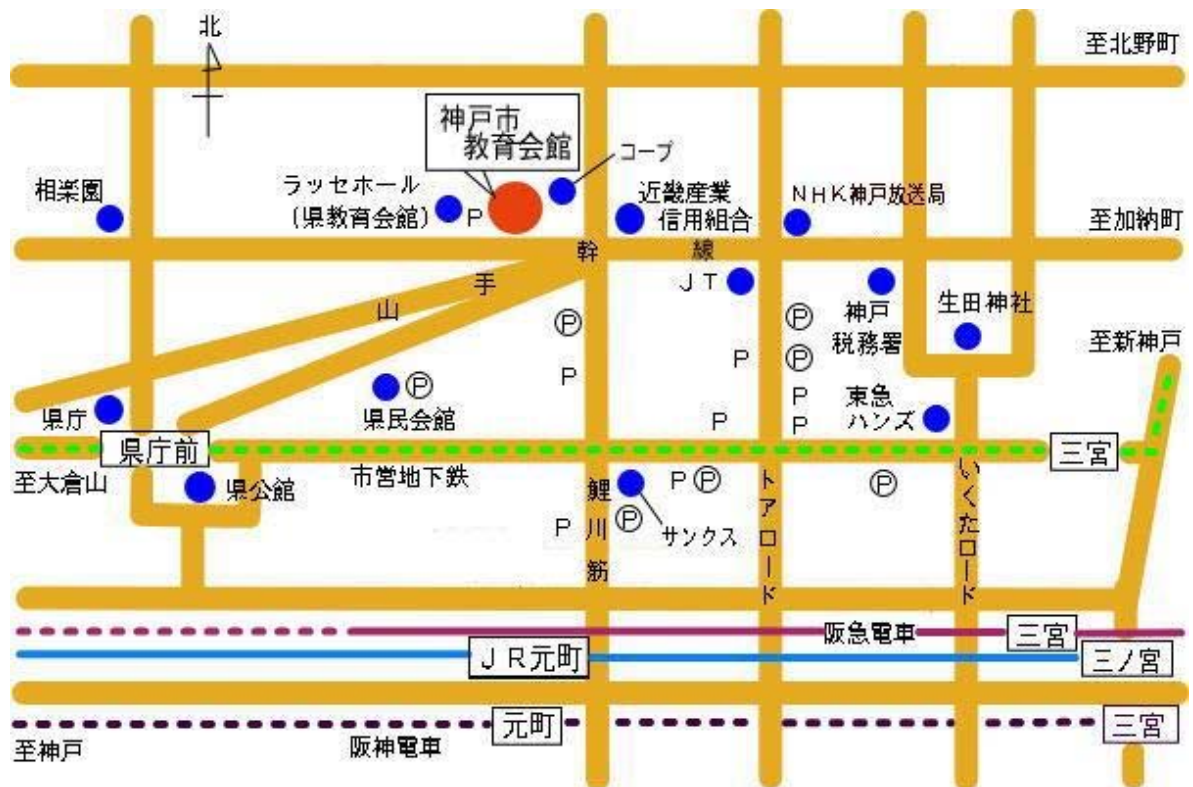 北
至北野町
神戸市
教育会館
コープ
相楽園
ラッセホール
(県教育会館)
P
近畿産業
信用組合
NHK神戸放送局
至加納町
山手幹線
JT
神戸
税務署
生田神社
至新神戸
P
P
P
P
P
P
P
P
県庁
県民会館
P
東急
ハンズ
県庁前
三宮
至大倉山
県公館
市営地下鉄
鯉川筋
P
P
P
P
サンクス
トアロード
P
いくたロード
阪急電車
三宮
JR元町
三ノ宮
元町
三宮
至神戸
阪神電車